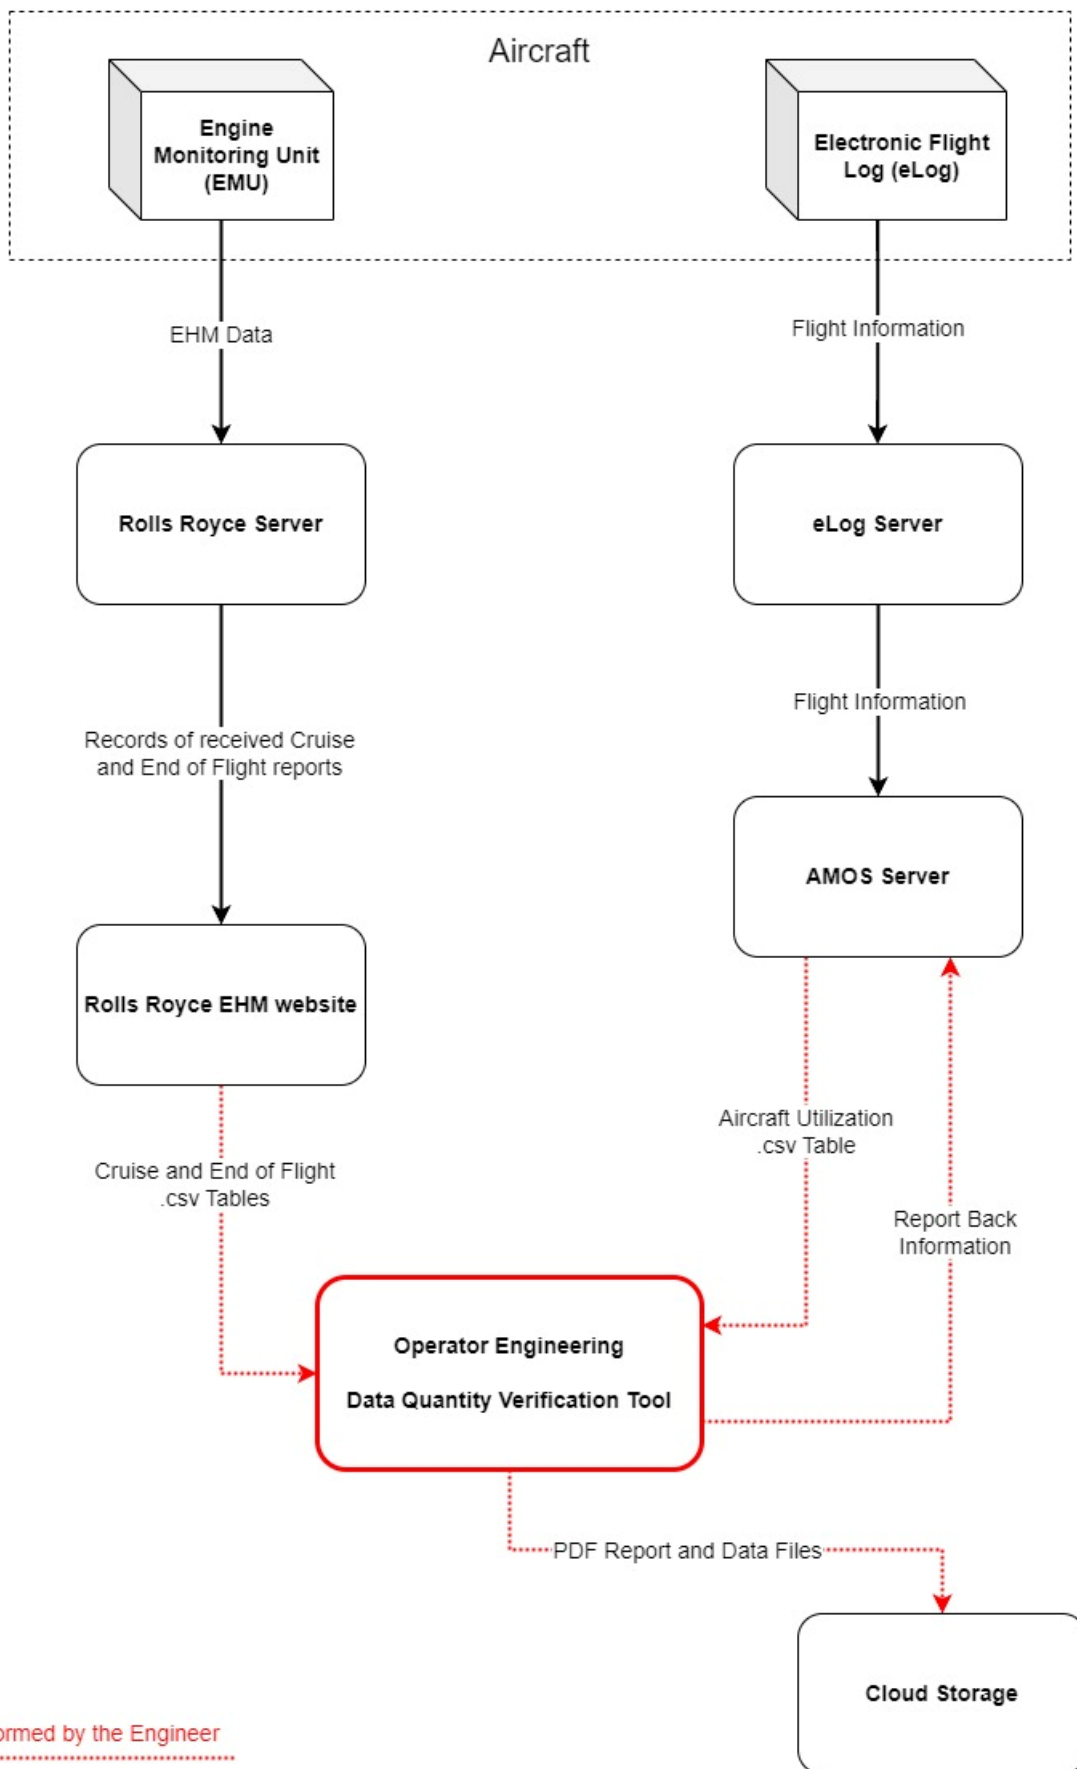 Aircraft
Engine
Monitoring Unit
(EMU)
Electronic Flight
Log (eLog)
EHM Data
Flight Information
Rolls Royce Server
eLog Server
Records of received Cruise
and End of Flight reports
Flight Information
AMOS Server
Rolls Royce EHM website
Aircraft Utilization
.csv Table
Cruise and End of Flight
.csv Tables
Report Back
Information
Operator Engineering
Data Quantity Verification Tool
PDF Report and Data Files
Cloud Storage
by the Engineer